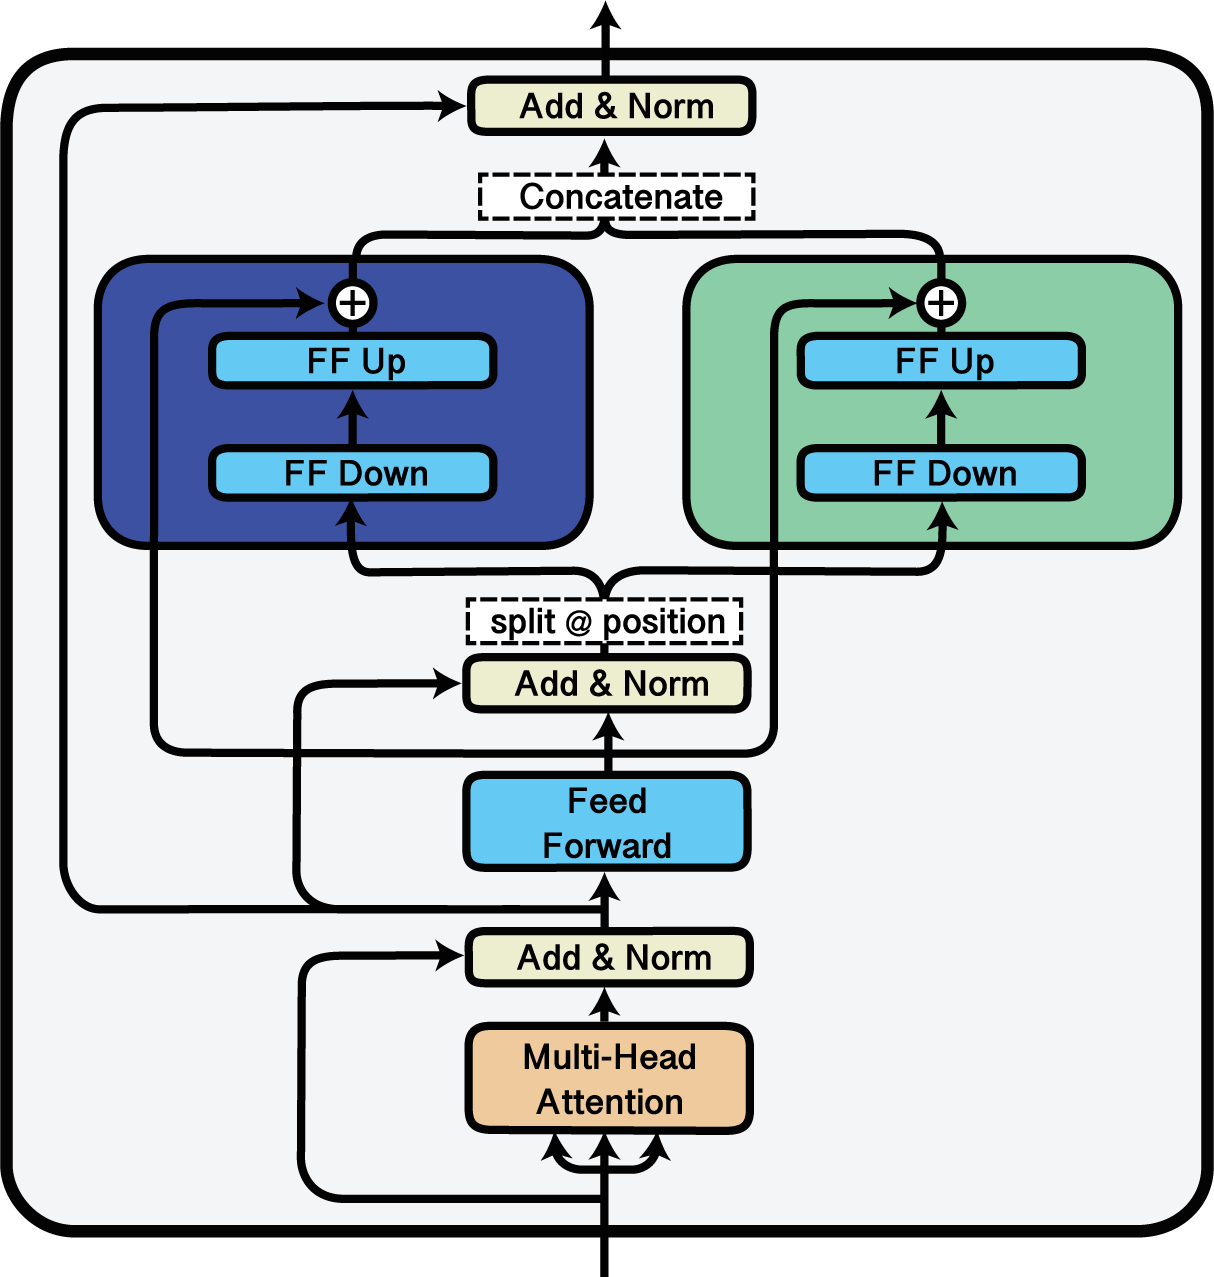 Add & Norm
Concatenate
FF Up
FF Up
FF Down
FF Down
split @ position
Add & Norm
Feed
Forward
Add & Norm
Multi-Head
Attention